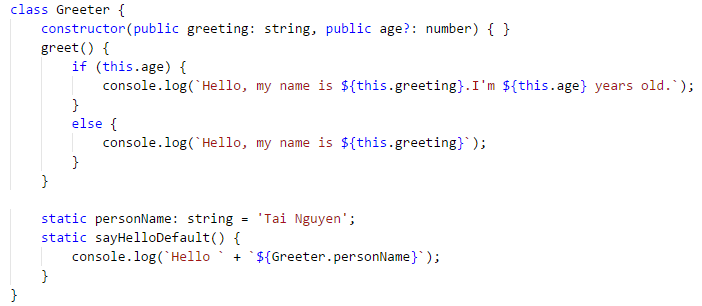 class Greeter {
    constructor(public greeting: string, public age?: number) { }
    greet() {
        if (this.age) {
            console.log(`Hello, my name is ${this.greeting}.I'm ${this.age} years old.`);
        }
        else {
            console.log(`Hello, my name is ${this.greeting}`);
        }
    }

    static personName: string = 'Tai Nguyen';
    static sayHelloDefault() {
        console.log(`Hello ` + `${Greeter.personName}`);
    }
}